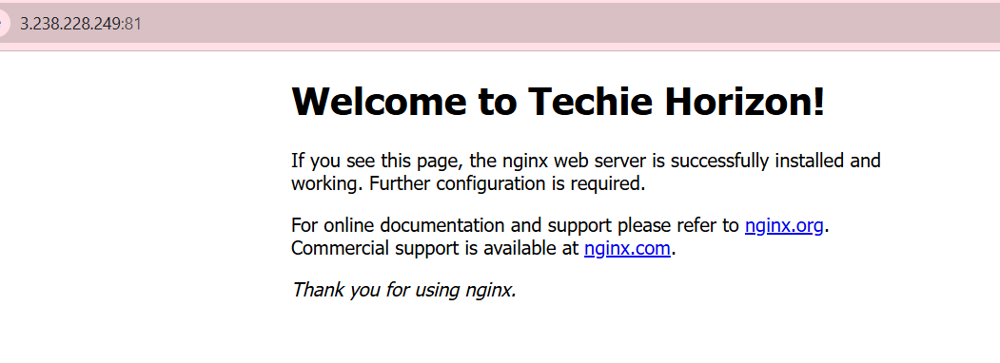 3.238.228.249:81
Welcome to Techie Horizon!
If you see this page, the nginx web server is successfully installed and
working. Further configuration is required.
For online documentation and support please refer to nginx.org.
Commercial support is available at nginx.com.
Thank you for using nginx.